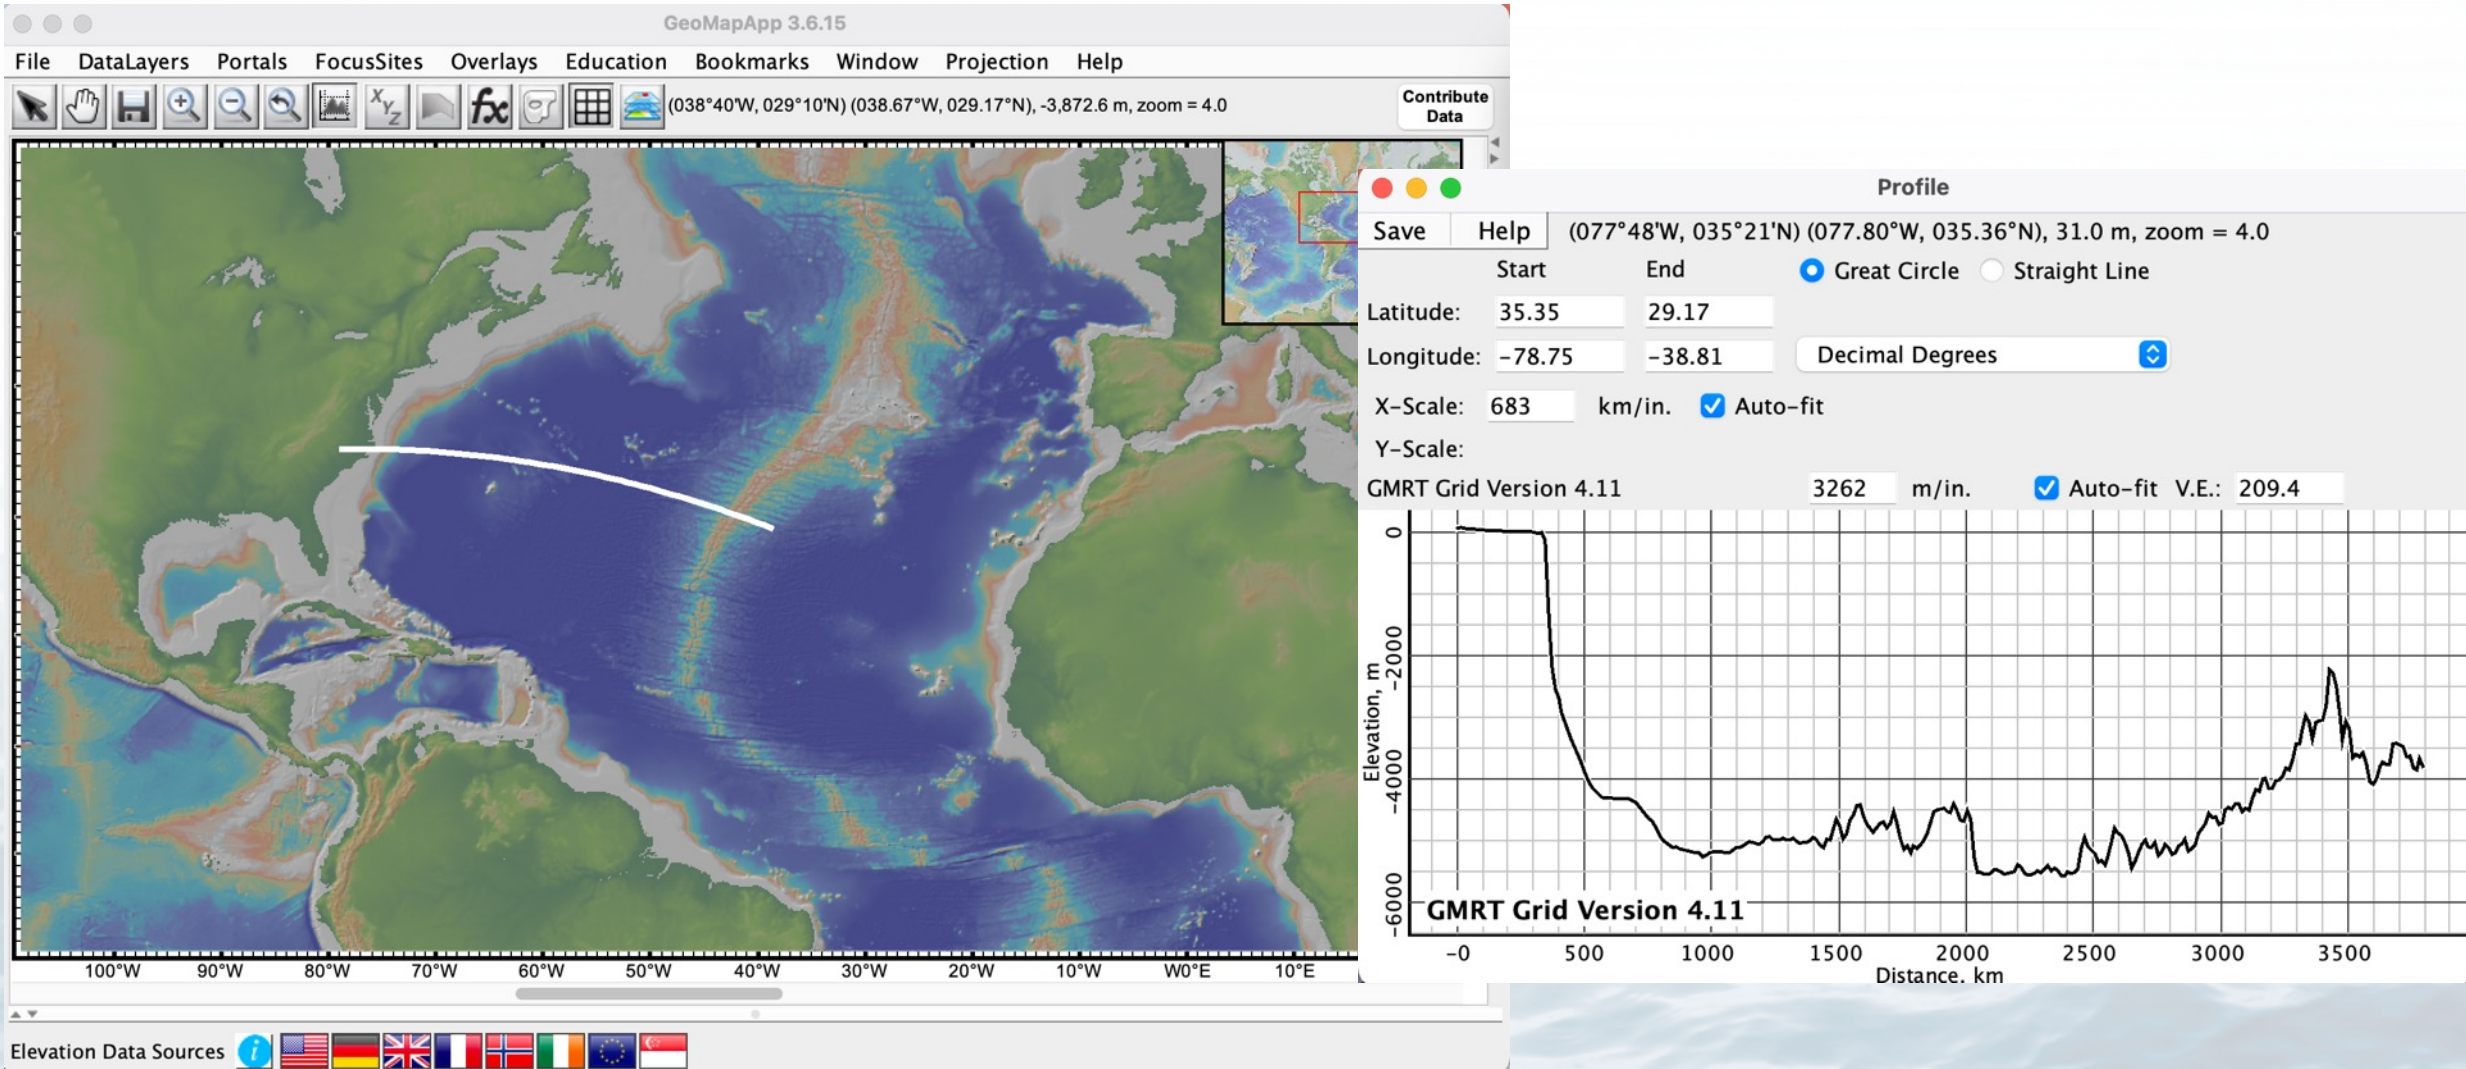 GeoMapApp 3.6.15
File DataLayers Portals FocusSites Overlays Education Bookmarks Window Projection Help
XYZ fx (038°40'W, 029°10'N) (038.67°W, 029.17°N), -3,872.6 m, zoom = 4.0
Contribute
Data
100°W 90°W 80°W 70°W 60°W 50°W 40°W 30°W 20°W 10°W W0°E 10°E
Elevation Data Sources i
Profile
Save Help (077°48'W, 035°21'N) (077.80°W, 035.36°N), 31.0 m, zoom = 4.0
Start End Great Circle Straight Line
Latitude: 35.35 29.17
Longitude: -78.75 -38.81 Decimal Degrees
X-Scale: 683 km/in. Auto-fit
Y-Scale:
GMRT Grid Version 4.11 3262 m/in. Auto-fit V.E.: 209.4
Elevation, m
0
-2000
-4000
-6000
GMRT Grid Version 4.11
-0 500 1000 1500 2000 2500 3000 3500
Distance, km